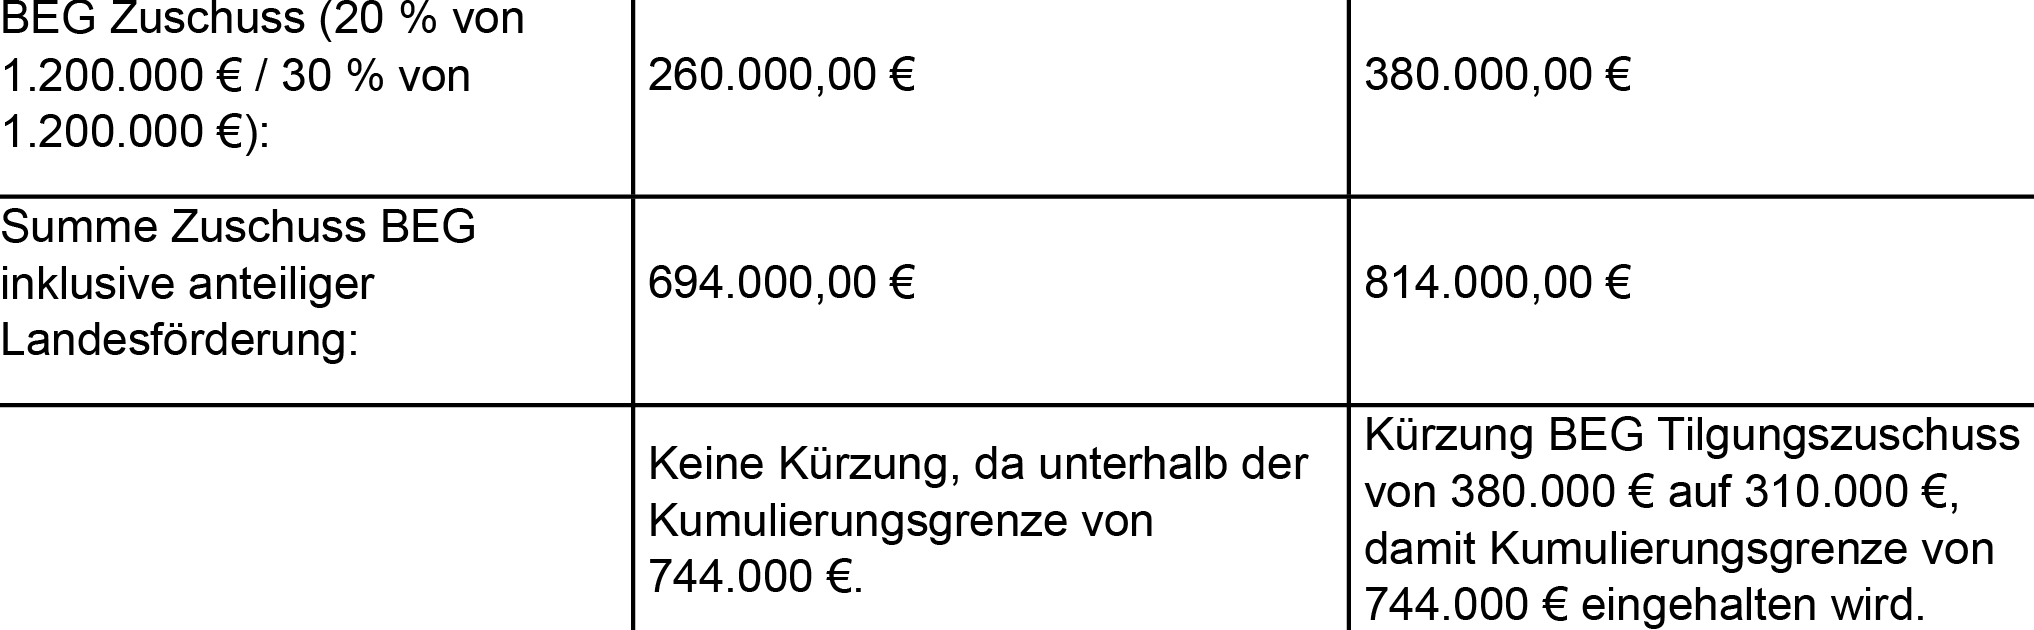 BEG Zuschuss (20 % von
1.200.000 € / 30 % von
1.200.000 €):
260.000,00 €
380.000,00 €
Summe Zuschuss BEG
inklusive anteiliger
Landesförderung:
694.000,00 €
814.000,00 €
Keine Kürzung, da unterhalb der
Kumulierungsgrenze von
744.000 €.
Kürzung BEG Tilgungszuschuss
von 380.000 € auf 310.000 €,
damit Kumulierungsgrenze von
744.000 € eingehalten wird.